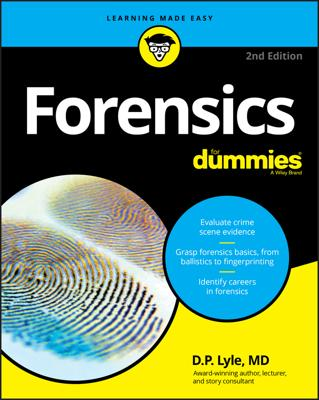 LEARNING MADE EASY
2nd Edition
Forensics
for
dummies
A Wiley Brand
Evaluate crime
scene evidence
Grasp forensics basics, from
ballistics to fingerprinting
Identify careers
in forensics
D.P. Lyle, MD
Award-winning author, lecturer,
and story consultant